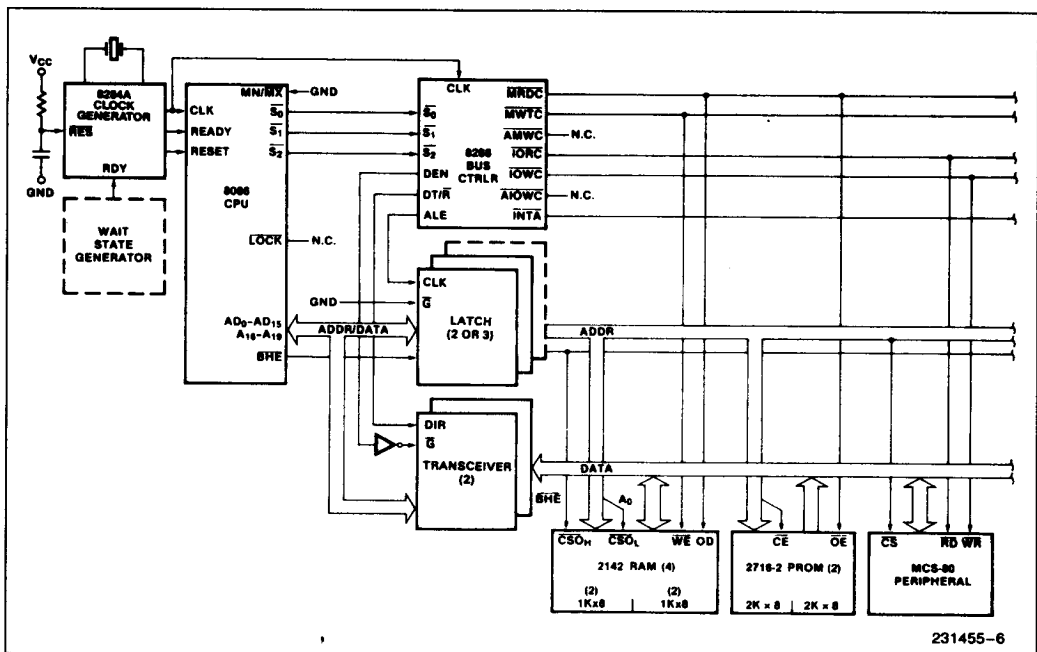 VCC
8284A
CLOCK
GENERATOR
RES
RDY
GND
WAIT
STATE
GENERATOR
CLK
READY
RESET
MN/MX
S0
S1
S2
8086
CPU
LOCK
AD0-AD15
A16-A19
BHE
GND
N.C.
ADDR/DATA
CLK
S0
S1
S2
DEN
DT/R
ALE
BUS
CTRLR
MRDC
MWTC
AMWC
IORC
IOWC
AIOWC
INTA
N.C.
N.C.
GND
CLK
G
LATCH
(2 OR 3)
ADDR
DIR
G
TRANSCEIVER
(2)
DATA
BHE
A0
CS0H
CS0L
WE
OD
2142 RAM (4)
(2)
1Kx8
(2)
1Kx8
CE
OE
2716-2 PROM (2)
2K × 8
2K × 8
CS
RD
WR
MCS-80
PERIPHERAL
231455-6